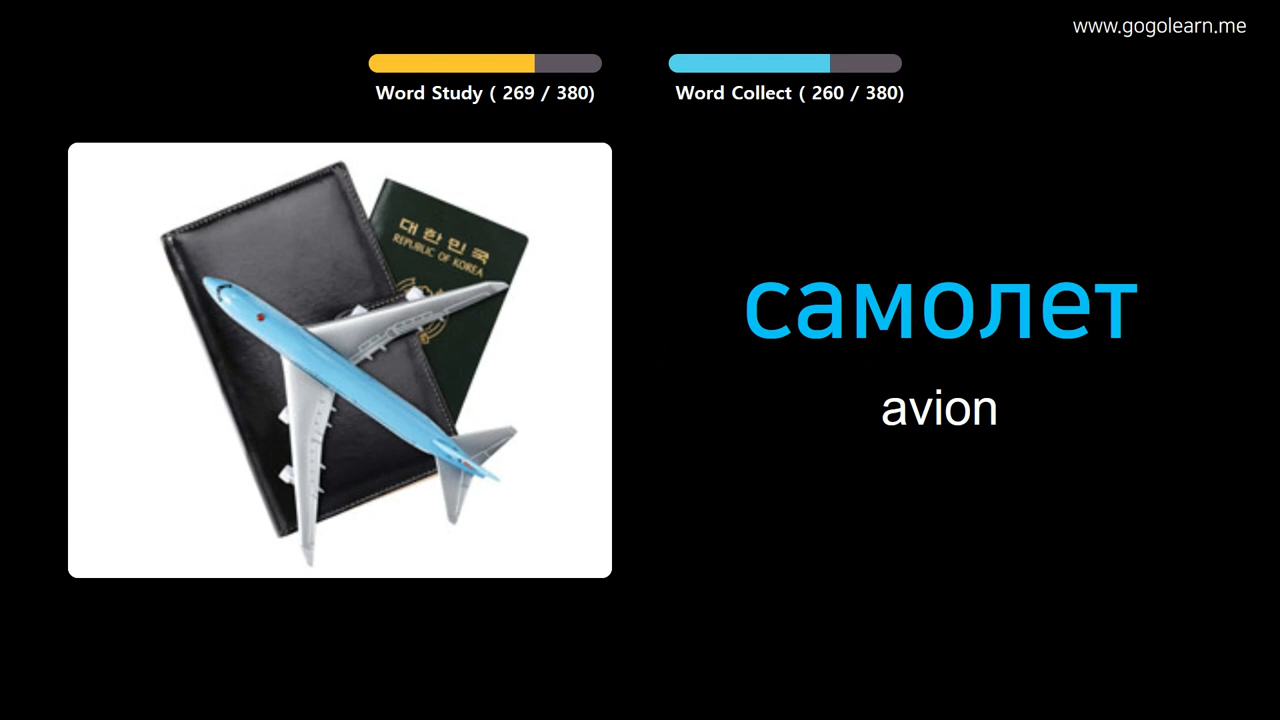 www.gogolearn.me
Word Study ( 269 / 380)
Word Collect ( 260 / 380)
대한민국
REPUBLIC OF KOREA
самолет
avion